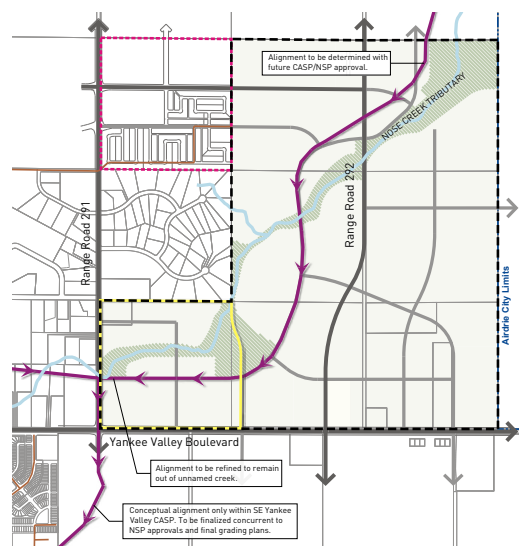 Alignment to be determined with
future CASP/NSP approval.
NOSE CREEK TRIBUTARY
Range Road 291
Range Road 292
Airdrie City Limits
Yankee Valley Boulevard
Alignment to be refined to remain
out of unnamed creek.
Conceptual alignment only within SE Yankee
Valley CASP. To be finalized concurrent to
NSP approvals and final grading plans.